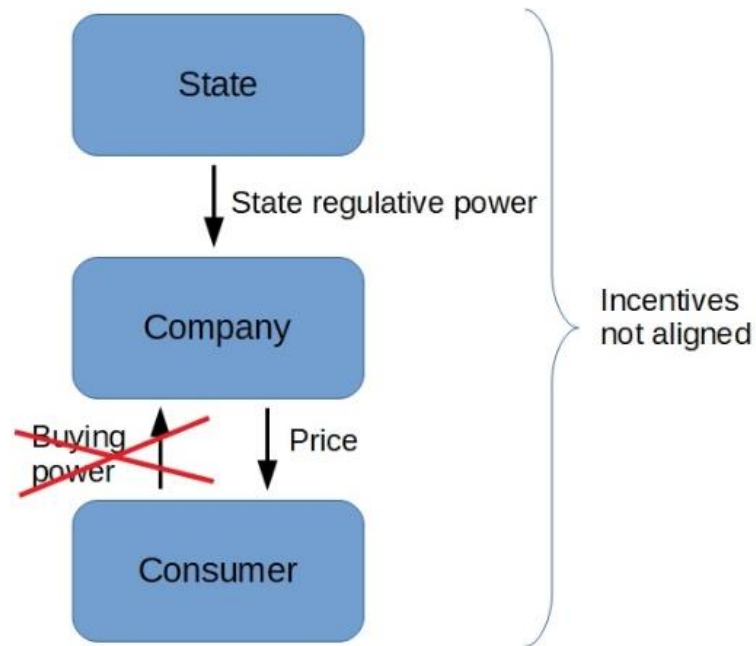 State
State regulative power
Company
Incentives
not aligned
Buying
power
Price
Consumer